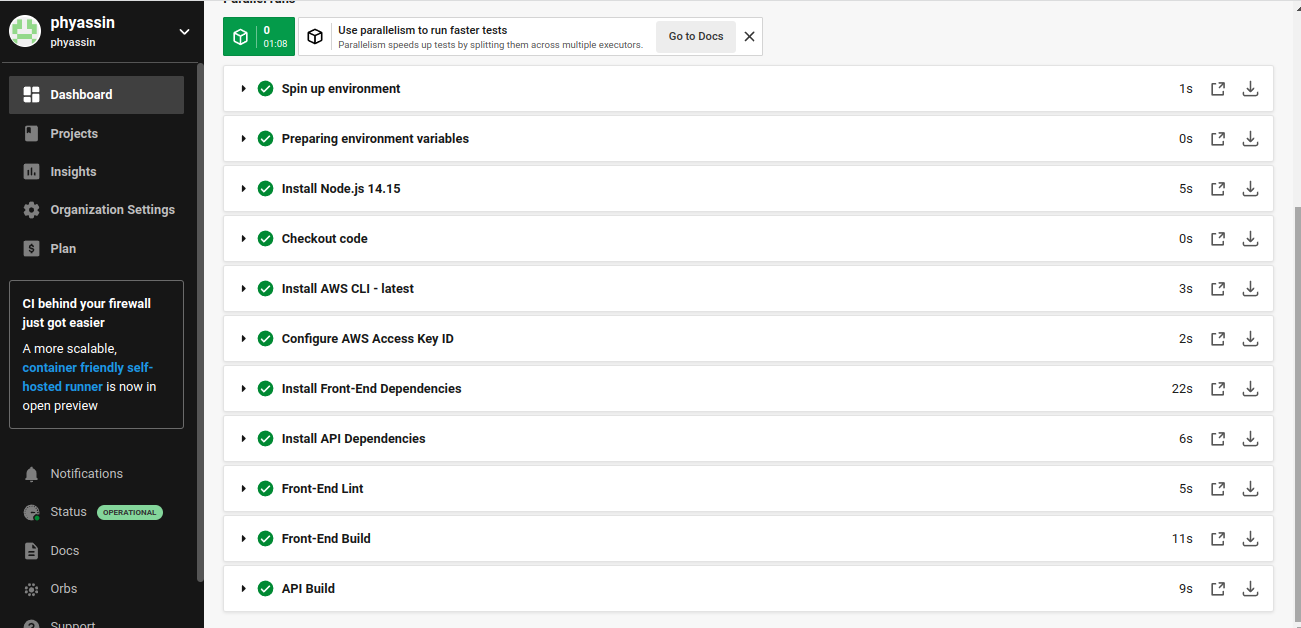 phyassin
phyassin
Dashboard
Projects
Insights
Organization Settings
Plan
CI behind your firewall
just got easier
A more scalable,
container friendly self-
hosted runner is now in
open preview
Notifications
Status OPERATIONAL
Docs
Orbs
Support
Parallel runs
0
01:08
Use parallelism to run faster tests
Parallelism speeds up tests by splitting them across multiple executors.
Go to Docs
Spin up environment 1s
Preparing environment variables 0s
Install Node.js 14.15 5s
Checkout code 0s
Install AWS CLI - latest 3s
Configure AWS Access Key ID 2s
Install Front-End Dependencies 22s
Install API Dependencies 6s
Front-End Lint 5s
Front-End Build 11s
API Build 9s